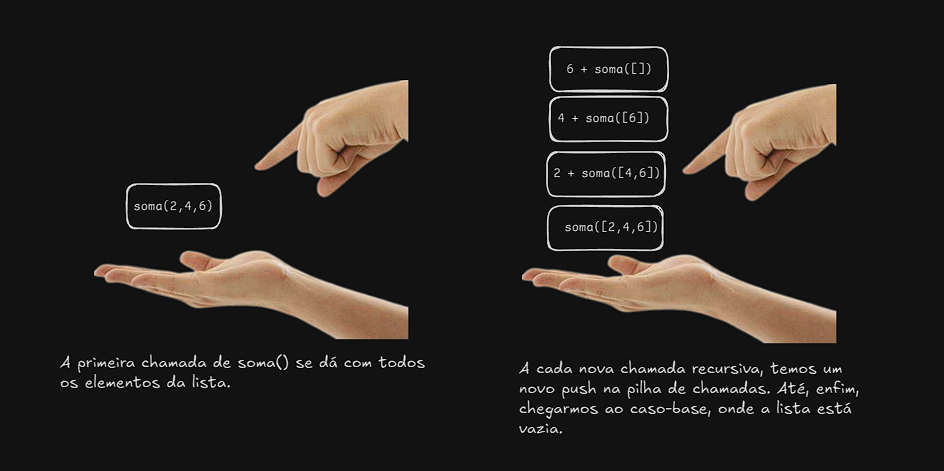 soma(2,4,6)
A primeira chamada de soma() se dá com todos
os elementos da lista.
6 + soma([])
4 + soma([6])
2 + soma([4,6])
soma([2,4,6])
A cada nova chamada recursiva, temos um
novo push na pilha de chamadas. Até, enfim,
chegarmos ao caso-base, onde a lista está
vazia.